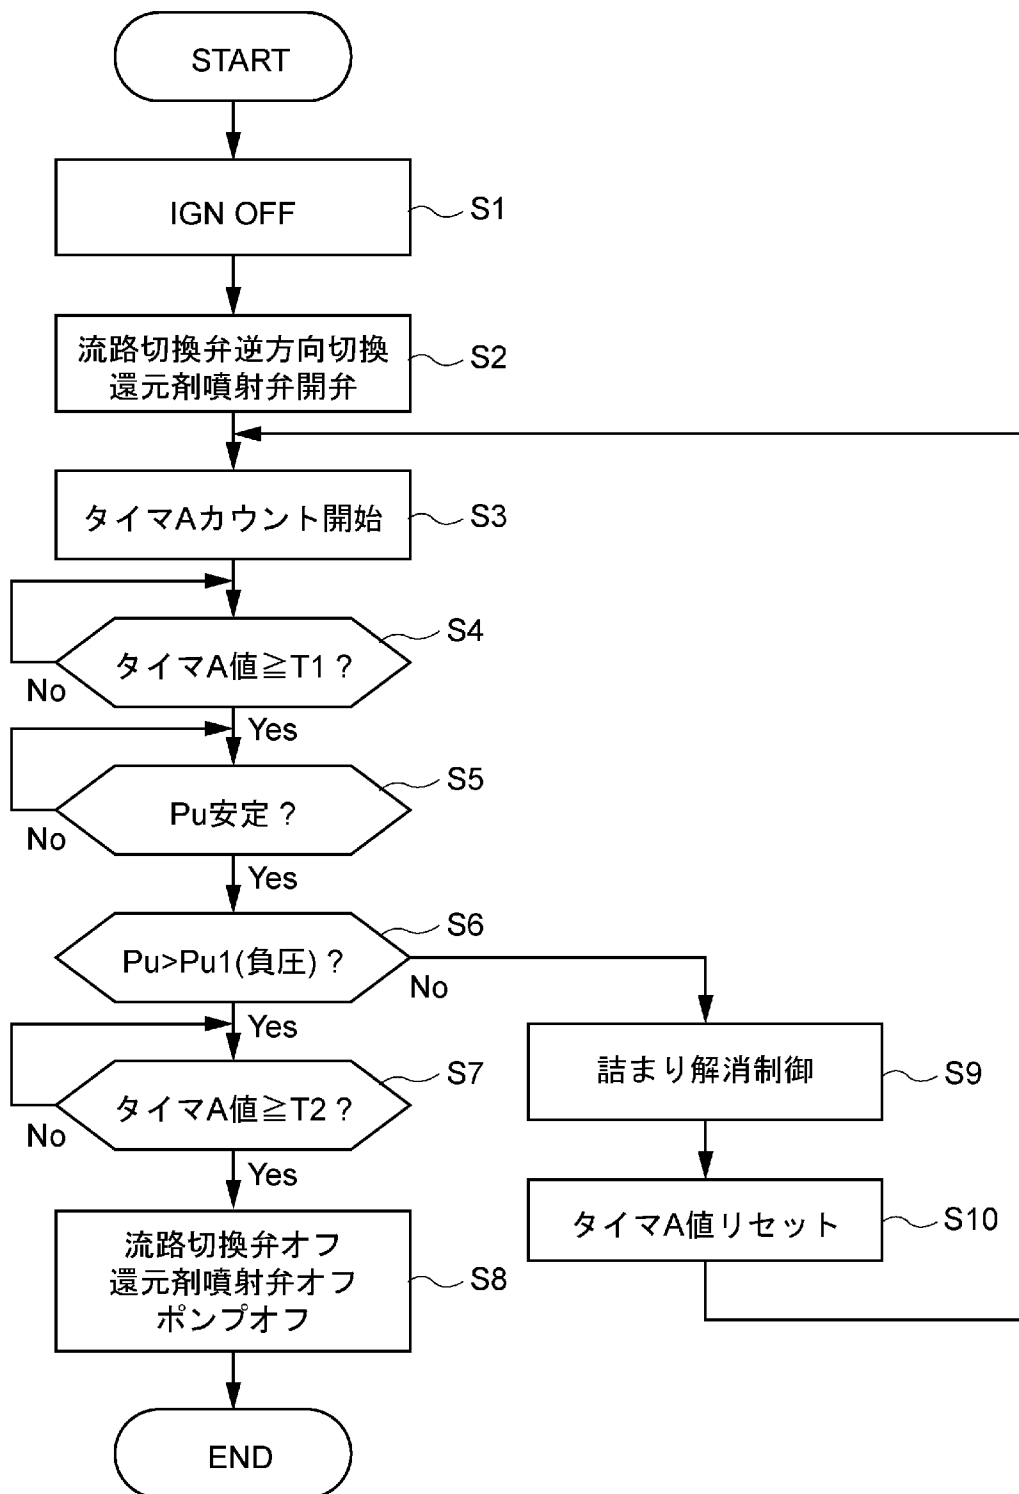 START
IGN OFF
S1
流路切換弁逆方向切換
還元剤噴射弁開弁
S2
タイマAカウント開始
S3
タイマA値≧T1？
S4
No
Yes
Pu安定？
S5
No
Yes
Pu>Pu1(負圧)？
S6
No
Yes
タイマA値≧T2？
S7
No
Yes
流路切換弁オフ
還元剤噴射弁オフ
ポンプオフ
S8
詰まり解消制御
S9
タイマA値リセット
S10
END